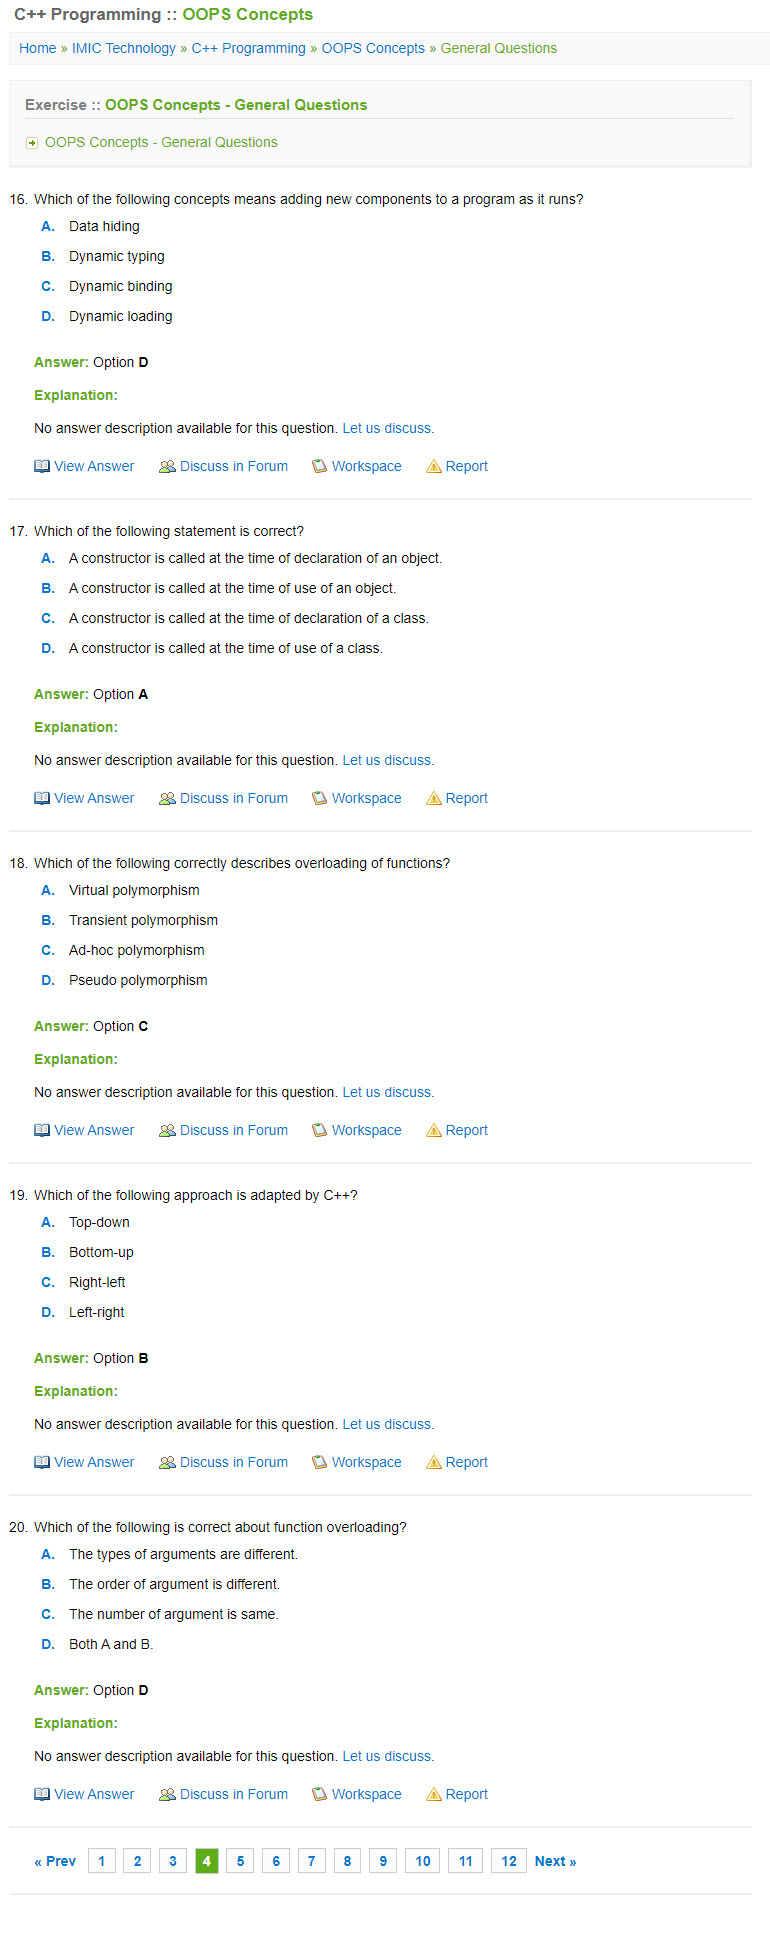 C++ Programming :: OOPS Concepts
Home » IMIC Technology » C++ Programming » OOPS Concepts » General Questions
Exercise :: OOPS Concepts - General Questions
OOPS Concepts - General Questions
16. Which of the following concepts means adding new components to a program as it runs?
A. Data hiding
B. Dynamic typing
C. Dynamic binding
D. Dynamic loading
Answer: Option D
Explanation:
No answer description available for this question. Let us discuss.
View Answer Discuss in Forum Workspace Report
17. Which of the following statement is correct?
A. A constructor is called at the time of declaration of an object.
B. A constructor is called at the time of use of an object.
C. A constructor is called at the time of declaration of a class.
D. A constructor is called at the time of use of a class.
Answer: Option A
Explanation:
No answer description available for this question. Let us discuss.
View Answer Discuss in Forum Workspace Report
18. Which of the following correctly describes overloading of functions?
A. Virtual polymorphism
B. Transient polymorphism
C. Ad-hoc polymorphism
D. Pseudo polymorphism
Answer: Option C
Explanation:
No answer description available for this question. Let us discuss.
View Answer Discuss in Forum Workspace Report
19. Which of the following approach is adapted by C++?
A. Top-down
B. Bottom-up
C. Right-left
D. Left-right
Answer: Option B
Explanation:
No answer description available for this question. Let us discuss.
View Answer Discuss in Forum Workspace Report
20. Which of the following is correct about function overloading?
A. The types of arguments are different.
B. The order of argument is different.
C. The number of argument is same.
D. Both A and B.
Answer: Option D
Explanation:
No answer description available for this question. Let us discuss.
View Answer Discuss in Forum Workspace Report
« Prev 1 2 3 4 5 6 7 8 9 10 11 12 Next »